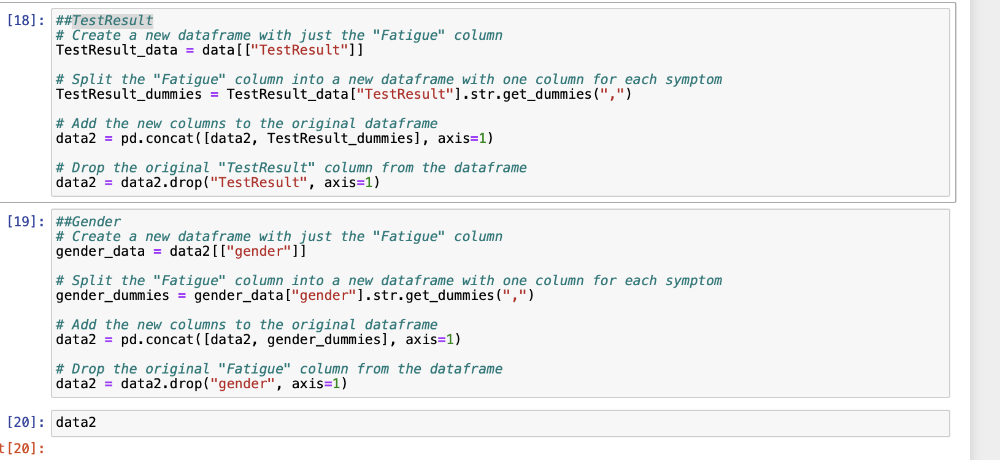 [18]: ##TestResult
# Create a new dataframe with just the "Fatigue" column
TestResult_data = data[["TestResult"]]
# Split the "Fatigue" column into a new dataframe with one column for each symptom
TestResult_dummies = TestResult_data["TestResult"].str.get_dummies(",")
# Add the new columns to the original dataframe
data2 = pd.concat([data2, TestResult_dummies], axis=1)
# Drop the original "TestResult" column from the dataframe
data2 = data2.drop("TestResult", axis=1)
[19]: ##Gender
# Create a new dataframe with just the "Fatigue" column
gender_data = data2[["gender"]]
# Split the "Fatigue" column into a new dataframe with one column for each symptom
gender_dummies = gender_data["gender"].str.get_dummies(",")
# Add the new columns to the original dataframe
data2 = pd.concat([data2, gender_dummies], axis=1)
# Drop the original "Fatigue" column from the dataframe
data2 = data2.drop("gender", axis=1)
[20]: data2
t[20]: